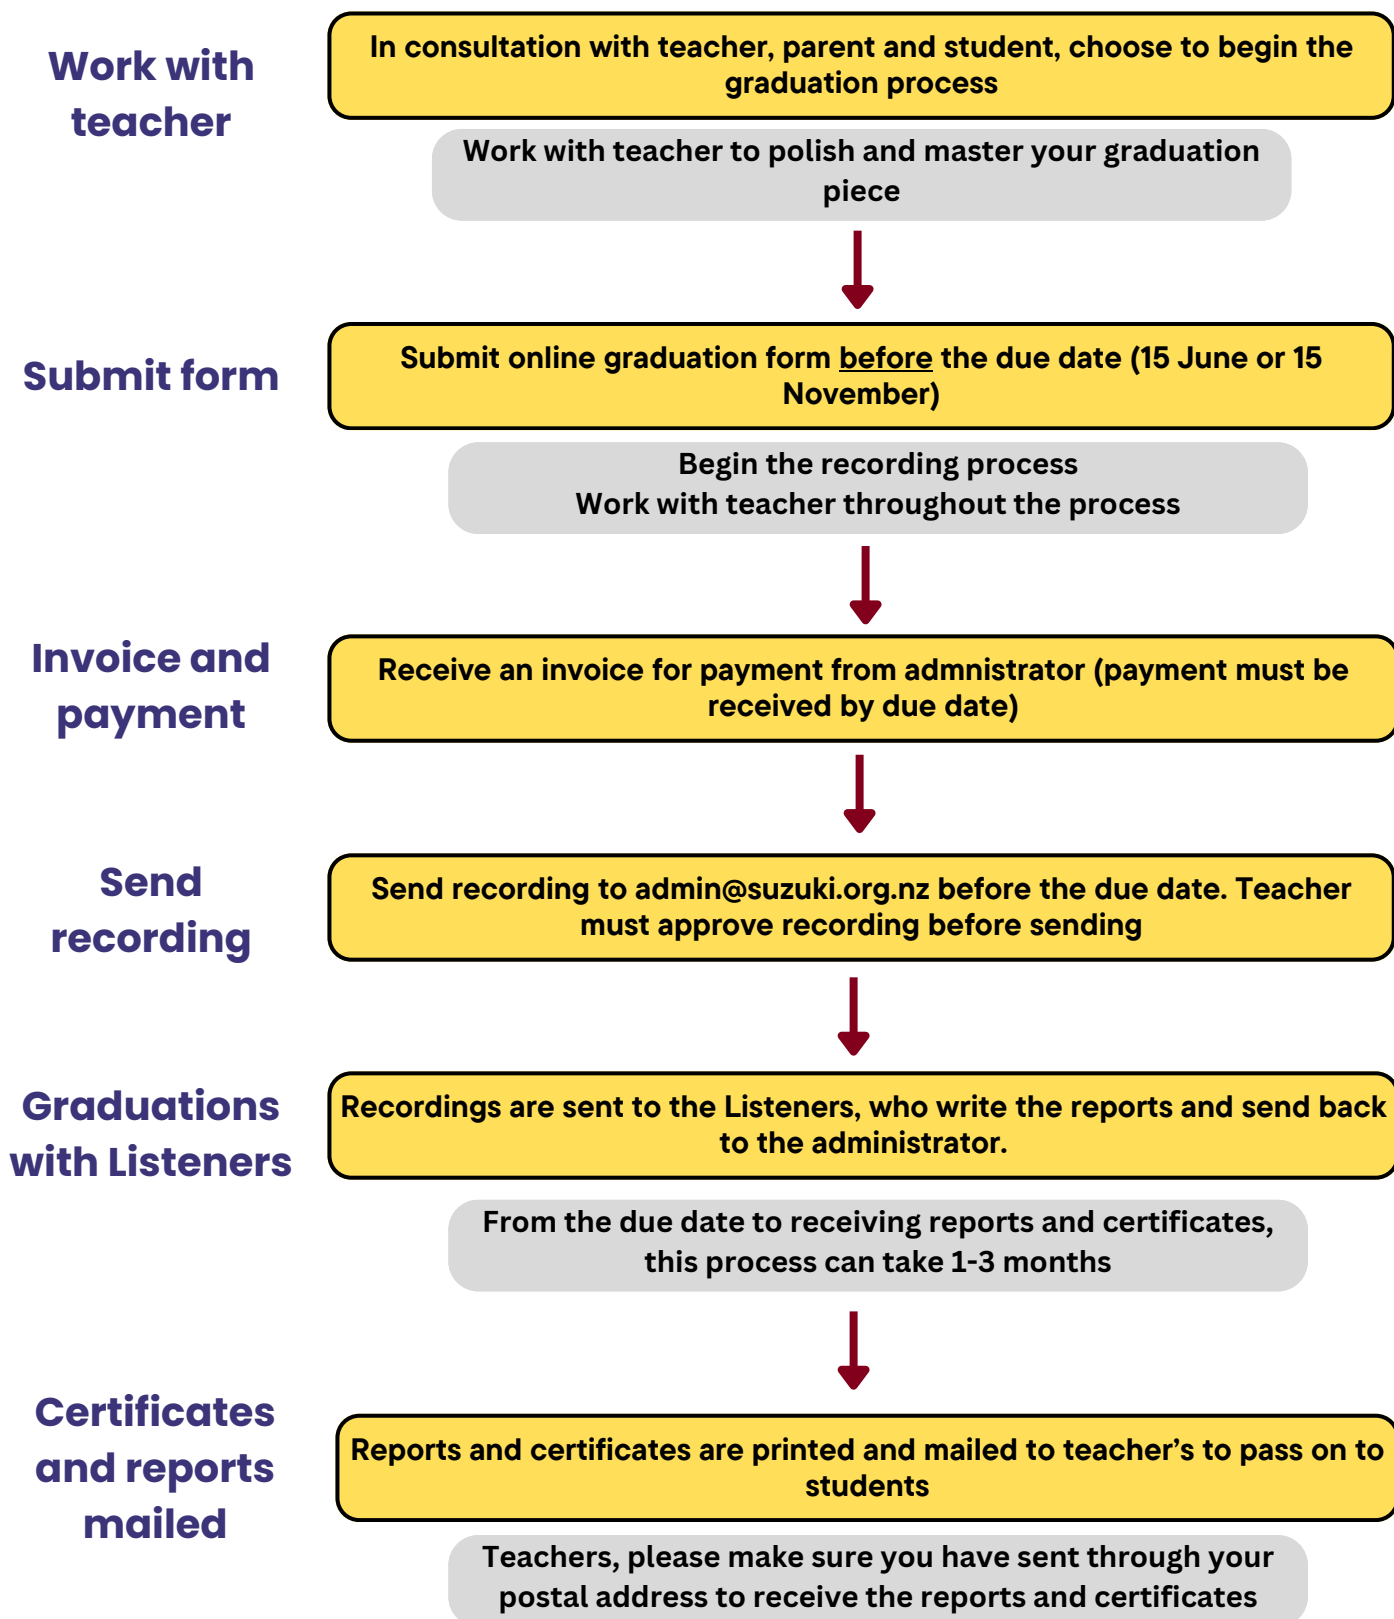 Work with
teacher
In consultation with teacher, parent and student, choose to begin the
graduation process
Work with teacher to polish and master your graduation
piece
Submit form
Submit online graduation form before the due date (15 June or 15
November)
Begin the recording process
Work with teacher throughout the process
Invoice and
payment
Receive an invoice for payment from admnistrator (payment must be
received by due date)
Send
recording
Send recording to admin@suzuki.org.nz before the due date. Teacher
must approve recording before sending
Graduations
with Listeners
Recordings are sent to the Listeners, who write the reports and send back
to the administrator.
From the due date to receiving reports and certificates,
this process can take 1-3 months
Certificates
and reports
mailed
Reports and certificates are printed and mailed to teacher's to pass on to
students
Teachers, please make sure you have sent through your
postal address to receive the reports and certificates